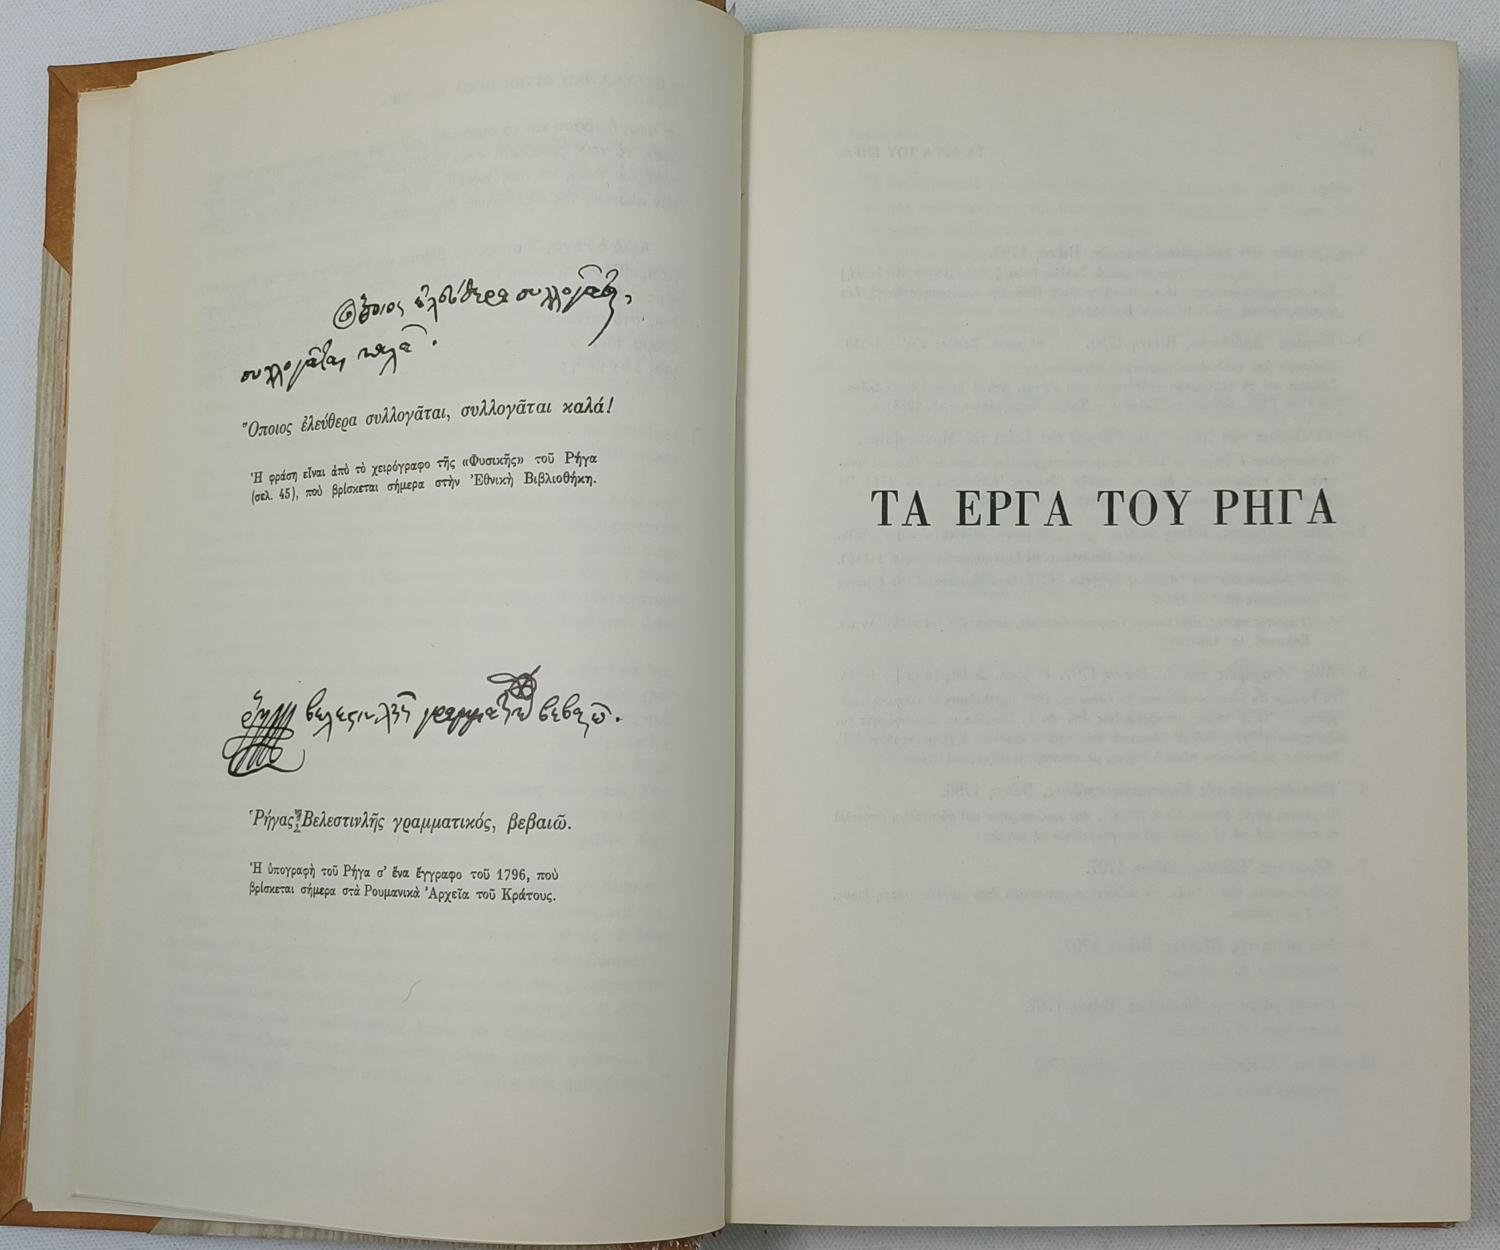 Ὅποιος ἐλεύθερα συλλογᾶται,
συλλογᾶται καλά.
Ὅποιος ἐλεύθερα συλλογᾶται, συλλογᾶται καλά!
Ἡ φράση εἶναι ἀπὸ τὸ χειρόγραφο τῆς «Φυσικῆς» τοῦ Ρήγα
(σελ. 45), ποὺ βρίσκεται σήμερα στὴν Ἐθνικὴ Βιβλιοθήκη.
βελεστινλῆς γραμματικὸς βεβαιῶ.
Ῥήγας Βελεστινλῆς γραμματικός, βεβαιῶ.
Ἡ ὑπογραφὴ τοῦ Ρήγα σ' ἕνα ἔγγραφο τοῦ 1796, ποὺ
βρίσκεται σήμερα στὰ Ρουμανικὰ Ἀρχεῖα τοῦ Κράτους.
ΤΑ ΕΡΓΑ ΤΟΥ ΡΗΓΑ